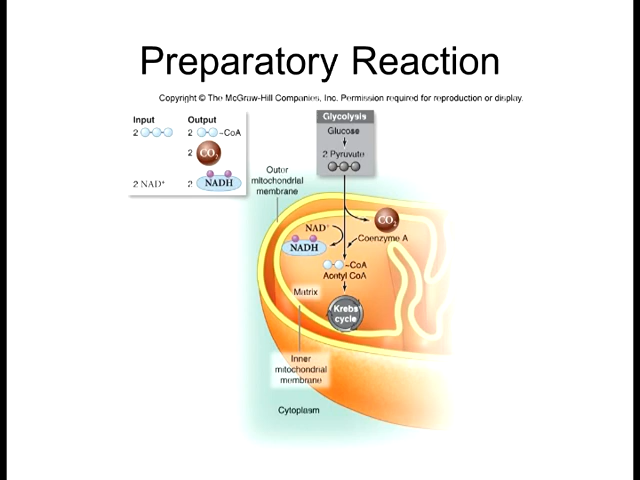 Preparatory Reaction
Copyright © The McGraw-Hill Companies, Inc. Permission required for reproduction or display.
Input Output
2 2 -CoA
2 CO2
2 NAD+ 2 NADH
Glycolysis
Glucose
2 Pyruvate
Outer
mitochondrial
membrane
CO2
NAD+
Coenzyme A
NADH
-CoA
Acetyl CoA
Matrix
Krebs
cycle
Inner
mitochondrial
membrane
Cytoplasm